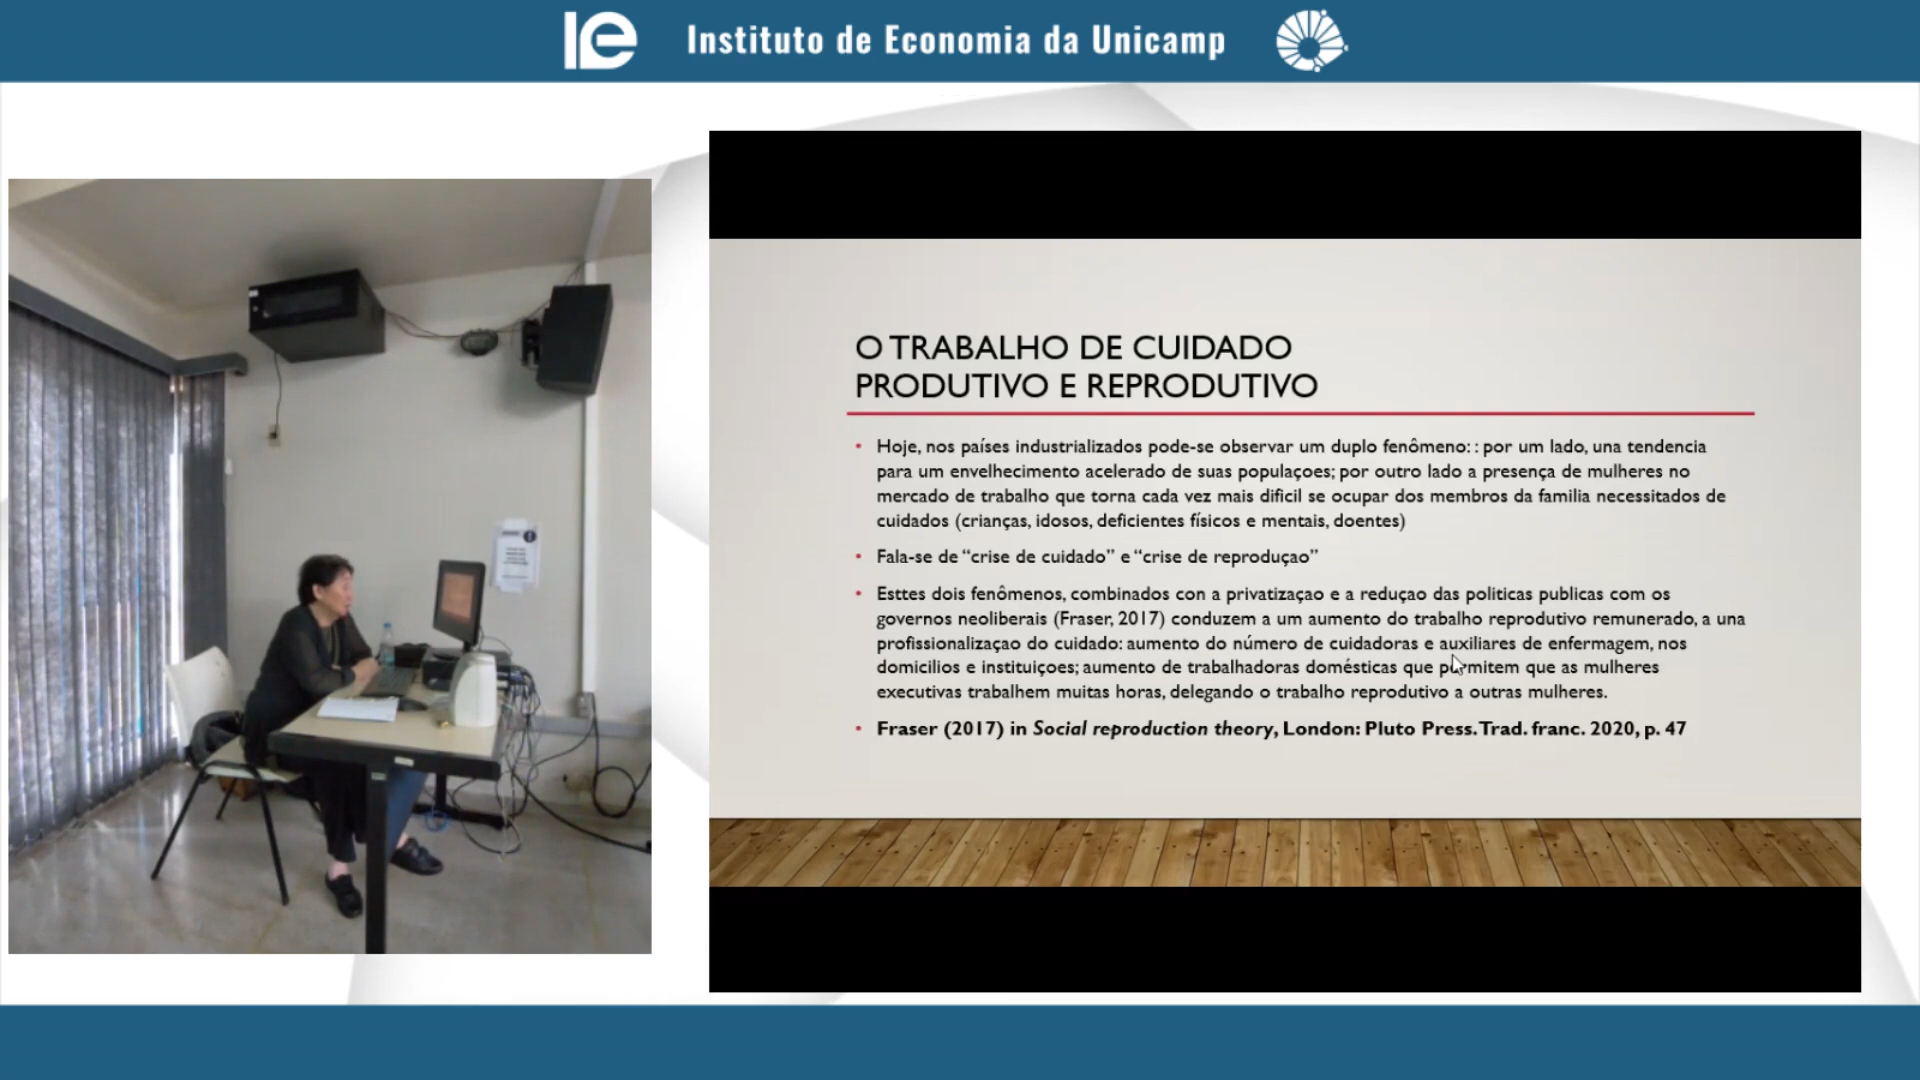 Ie
Instituto de Economia da Unicamp
O TRABALHO DE CUIDADO
PRODUTIVO E REPRODUTIVO
• Hoje, nos países industrializados pode-se observar um duplo fenômeno: : por um lado, una tendencia
para um envelhecimento acelerado de suas populaçoes; por outro lado a presença de mulheres no
mercado de trabalho que torna cada vez mais dificil se ocupar dos membros da familia necessitados de
cuidados (crianças, idosos, deficientes físicos e mentais, doentes)
• Fala-se de “crise de cuidado” e “crise de reproduçao”
• Esttes dois fenômenos, combinados con a privatizaçao e a reduçao das politicas publicas com os
governos neoliberais (Fraser, 2017) conduzem a um aumento do trabalho reprodutivo remunerado, a una
profissionalizaçao do cuidado: aumento do número de cuidadoras e auxiliares de enfermagem, nos
domicilios e instituiçoes; aumento de trabalhadoras domésticas que permitem que as mulheres
executivas trabalhem muitas horas, delegando o trabalho reprodutivo a outras mulheres.
• Fraser (2017) in Social reproduction theory, London: Pluto Press. Trad. franc. 2020, p. 47